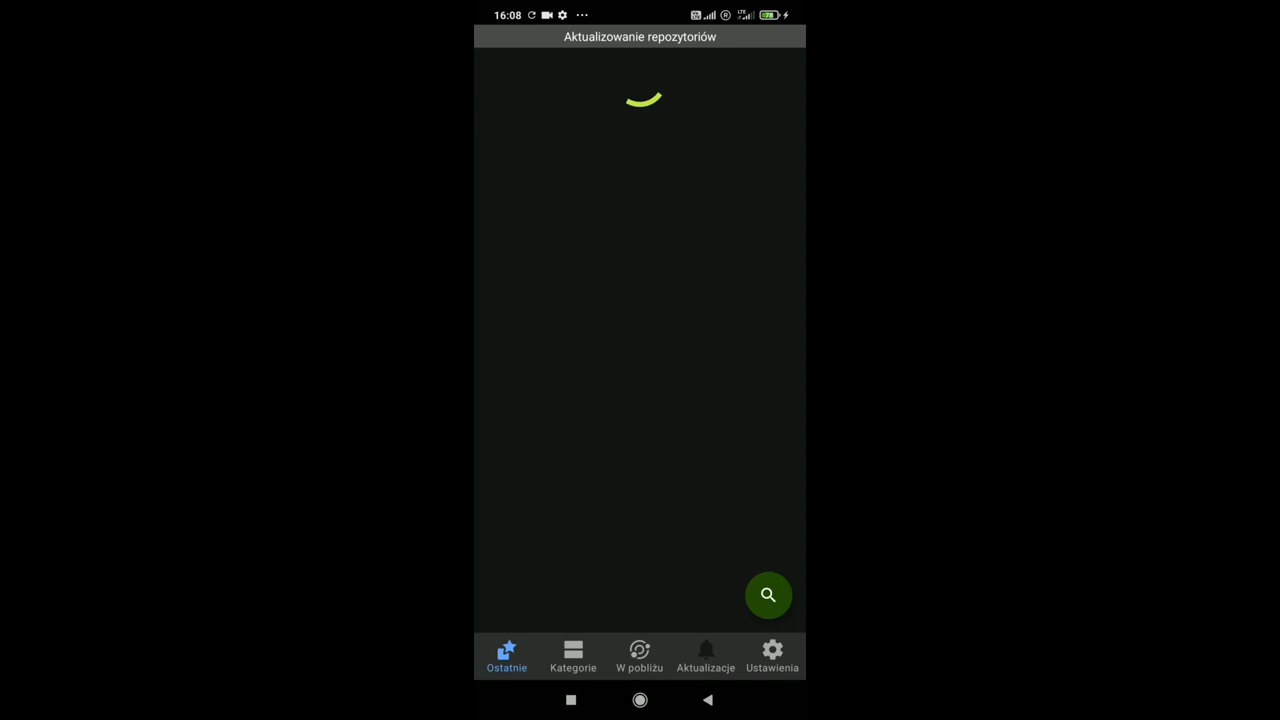 16:08
Aktualizowanie repozytoriów
Ostatnie
Kategorie
W pobliżu
Aktualizacje
Ustawienia